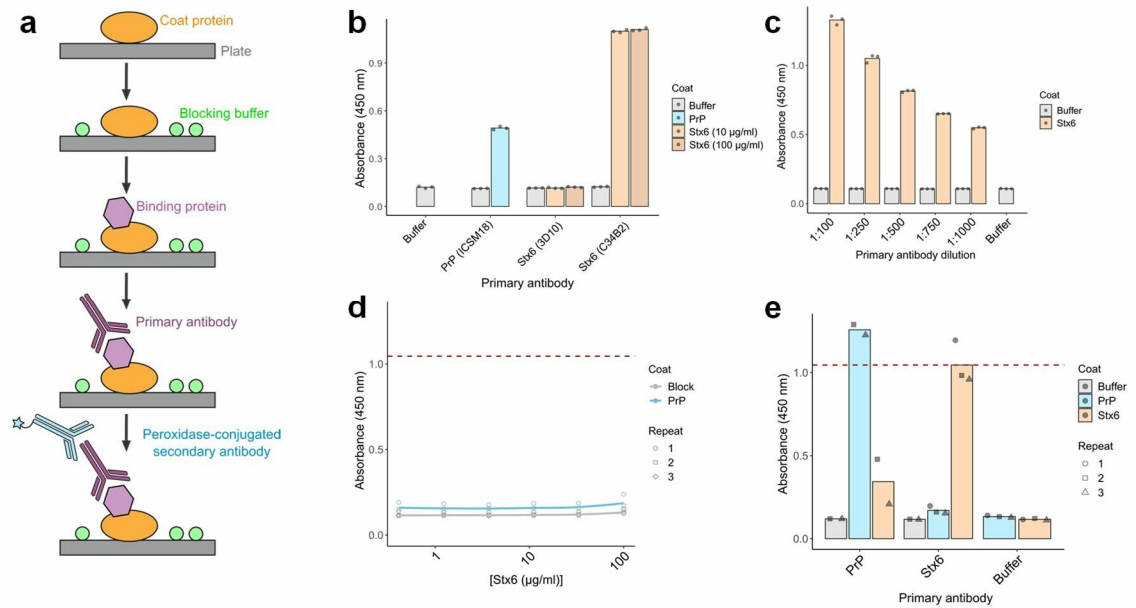 a
Coat protein
Plate
Blocking buffer
Binding protein
Primary antibody
Peroxidase-conjugated
secondary antibody
b
Absorbance (450 nm)
0.9
0.6
0.3
0.0
Buffer
PrP (ICSM18)
Stx6 (3D10)
Stx6 (C34B2)
Primary antibody
Coat
Buffer
PrP
Stx6 (10 µg/ml)
Stx6 (100 µg/ml)
c
Absorbance (450 nm)
1.0
0.5
0.0
1:100
1:250
1:500
1:750
1:1000
Buffer
Primary antibody dilution
Coat
Buffer
Stx6
d
Absorbance (450 nm)
1.0
0.5
0.0
1
10
100
[Stx6 (µg/ml)]
Coat
Block
PrP
Repeat
1
2
3
e
Absorbance (450 nm)
1.0
0.5
0.0
PrP
Stx6
Buffer
Primary antibody
Coat
Buffer
PrP
Stx6
Repeat
1
2
3